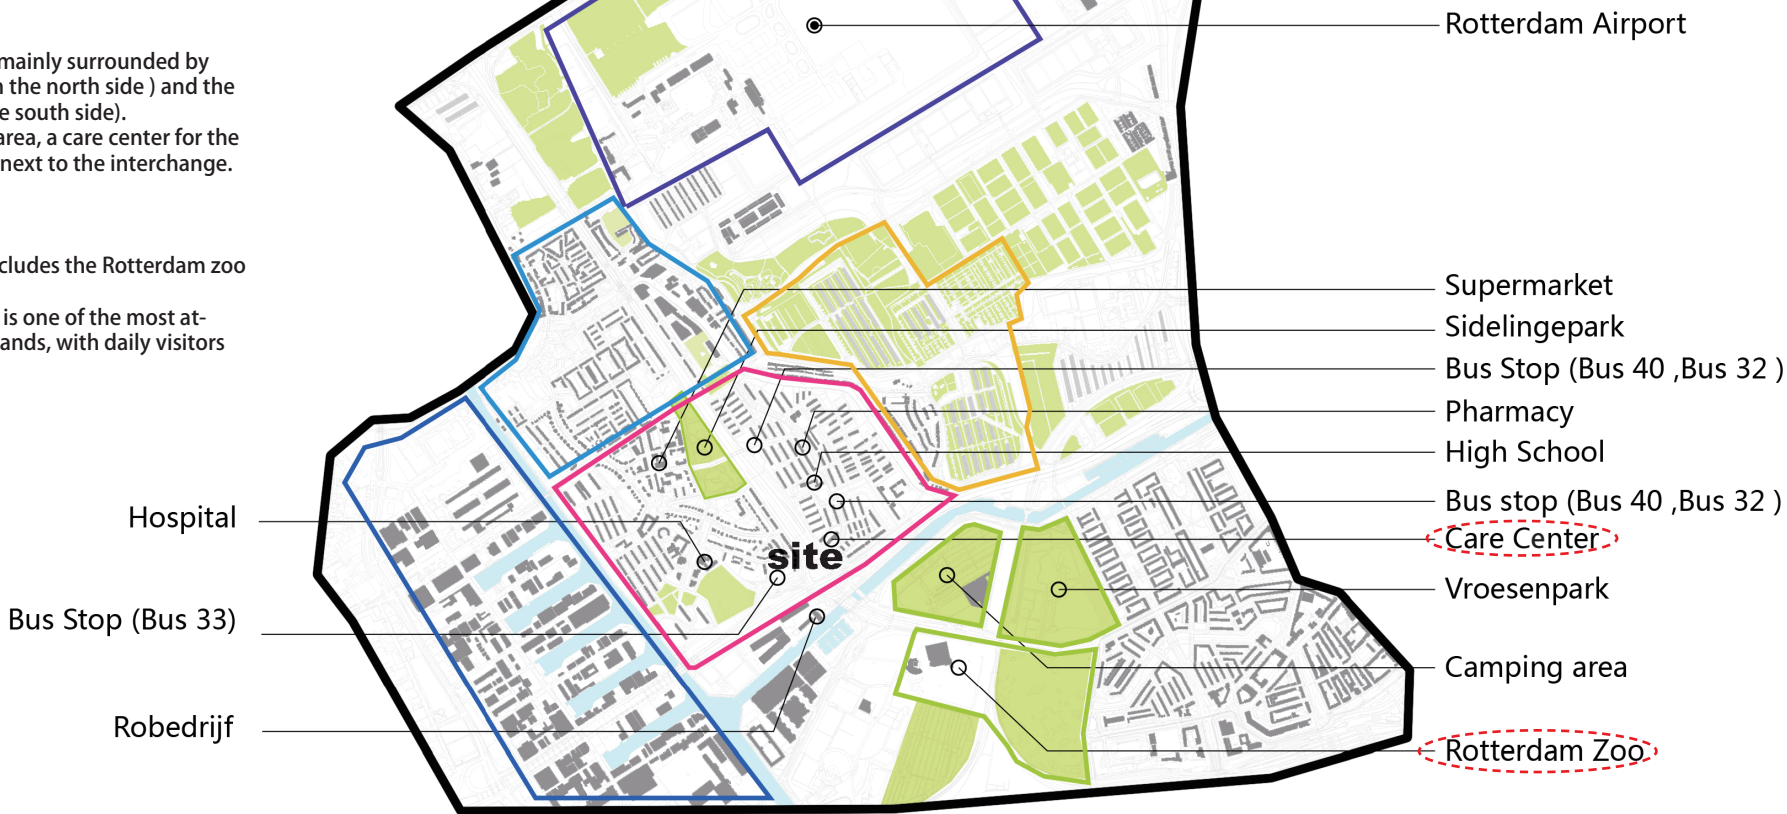 mainly surrounded by
the north side ) and the
south side).
area, a care center for the
next to the interchange.
cludes the Rotterdam zoo
is one of the most at-
ands, with daily visitors
Rotterdam Airport
Supermarket
Sidelingepark
Bus Stop (Bus 40 ,Bus 32 )
Pharmacy
High School
Bus stop (Bus 40 ,Bus 32 )
Care Center
Vroesenpark
Camping area
Rotterdam Zoo
Hospital
Bus Stop (Bus 33)
Robedrijf
site